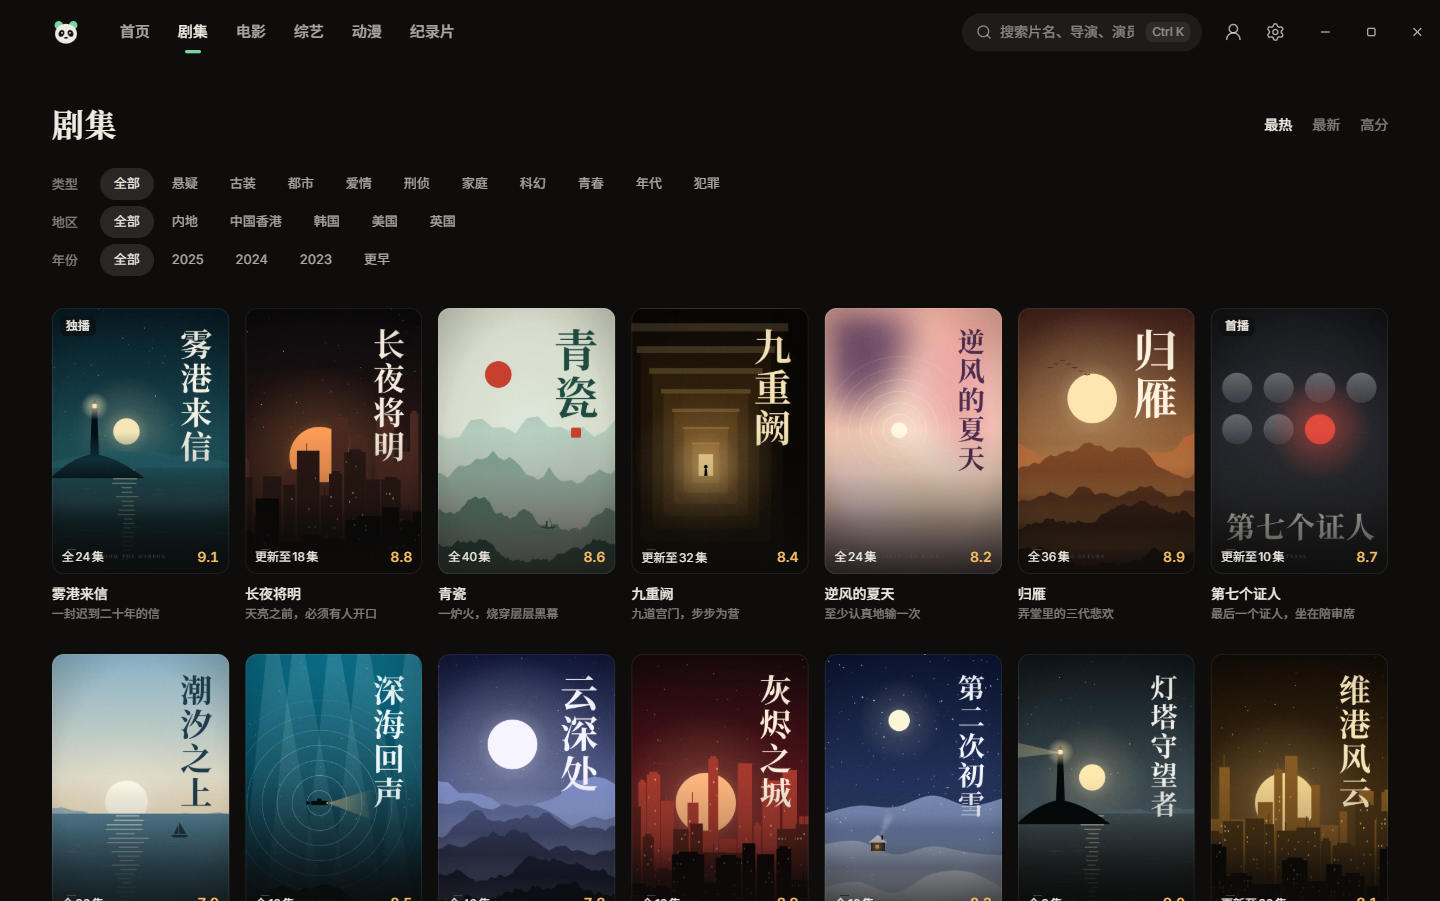 首页 剧集 电影 综艺 动漫 纪录片 搜索片名、导演、演员 Ctrl K
剧集
最热 最新 高分
类型 全部 悬疑 古装 都市 爱情 刑侦 家庭 科幻 青春 年代 犯罪
地区 全部 内地 中国香港 韩国 美国 英国
年份 全部 2025 2024 2023 更早
独播
雾港来信
全24集 9.1
雾港来信
一封迟到二十年的信
长夜将明
更新至18集 8.8
长夜将明
天亮之前，必须有人开口
青瓷
全40集 8.6
青瓷
一炉火，烧穿层层黑幕
九重阙
更新至32集 8.4
九重阙
九道宫门，步步为营
逆风的夏天
全24集 8.2
逆风的夏天
至少认真地输一次
归雁
全36集 8.9
归雁
弄堂里的三代悲欢
首播
第七个证人
更新至10集 8.7
第七个证人
最后一个证人，坐在陪审席
潮汐之上
深海回声
云深处
灰烬之城
第二次初雪
灯塔守望者
维港风云